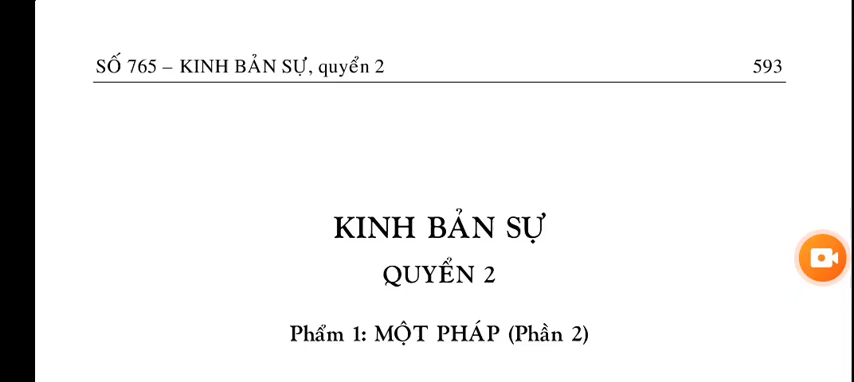 SỐ 765 – KINH BẢN SỰ, quyển 2 593
KINH BẢN SỰ
QUYỂN 2
Phẩm 1: MỘT PHÁP (Phần 2)